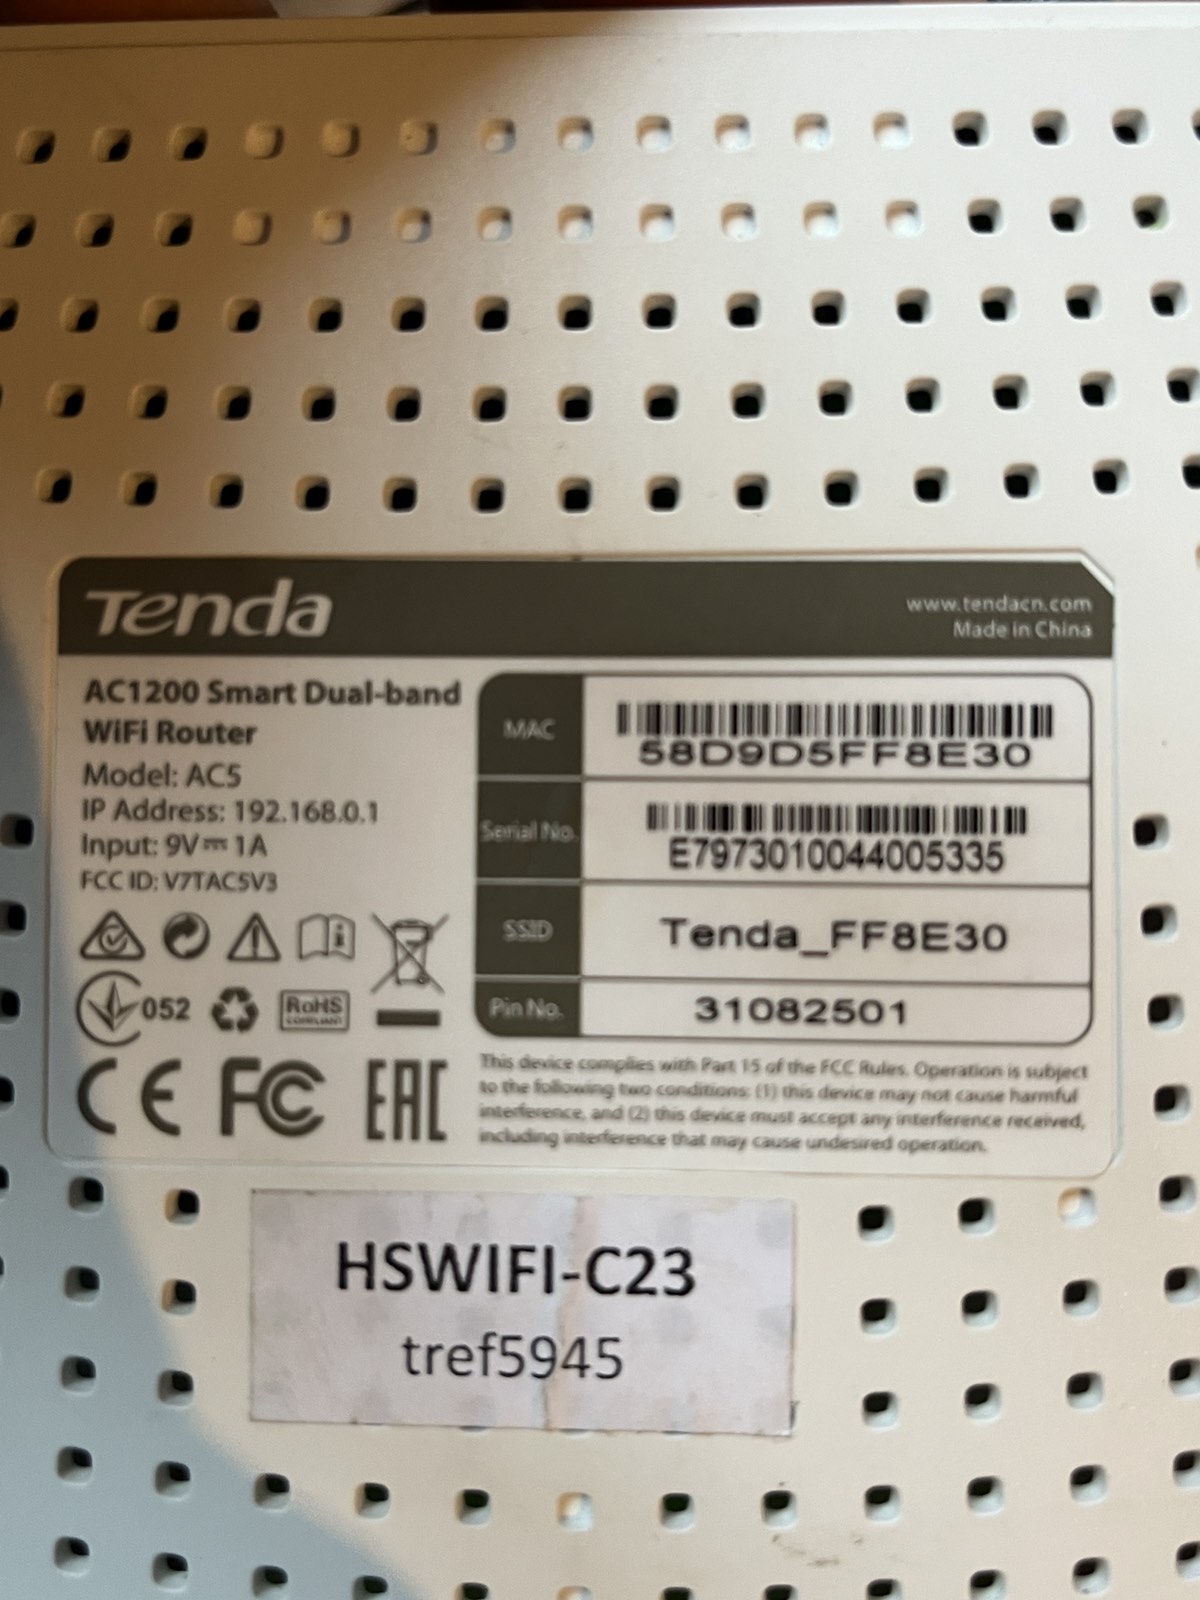 Tenda
www.tendacn.com
Made in China
AC1200 Smart Dual-band
WiFi Router
Model: AC5
IP Address: 192.168.0.1
Input: 9V⎓1A
FCC ID: V7TAC5V3
052
RoHS
COMPLIANT
CE FC EAC
MAC
58D9D5FF8E30
Serial No.
E7973010044005335
SSID
Tenda_FF8E30
Pin No.
31082501
This device complies with Part 15 of the FCC Rules. Operation is subject
to the following two conditions: (1) this device may not cause harmful
interference, and (2) this device must accept any interference received,
including interference that may cause undesired operation.
HSWIFI-C23
tref5945